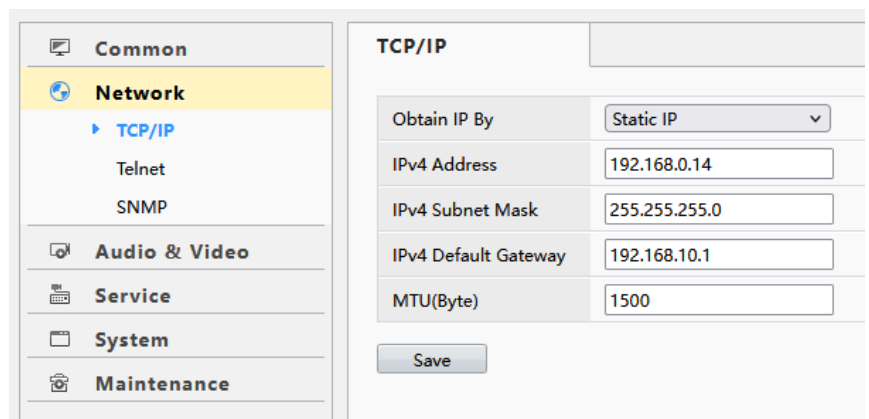 Common
Network
TCP/IP
Telnet
SNMP
Audio & Video
Service
System
Maintenance
TCP/IP
Obtain IP By Static IP
IPv4 Address 192.168.0.14
IPv4 Subnet Mask 255.255.255.0
IPv4 Default Gateway 192.168.10.1
MTU(Byte) 1500
Save